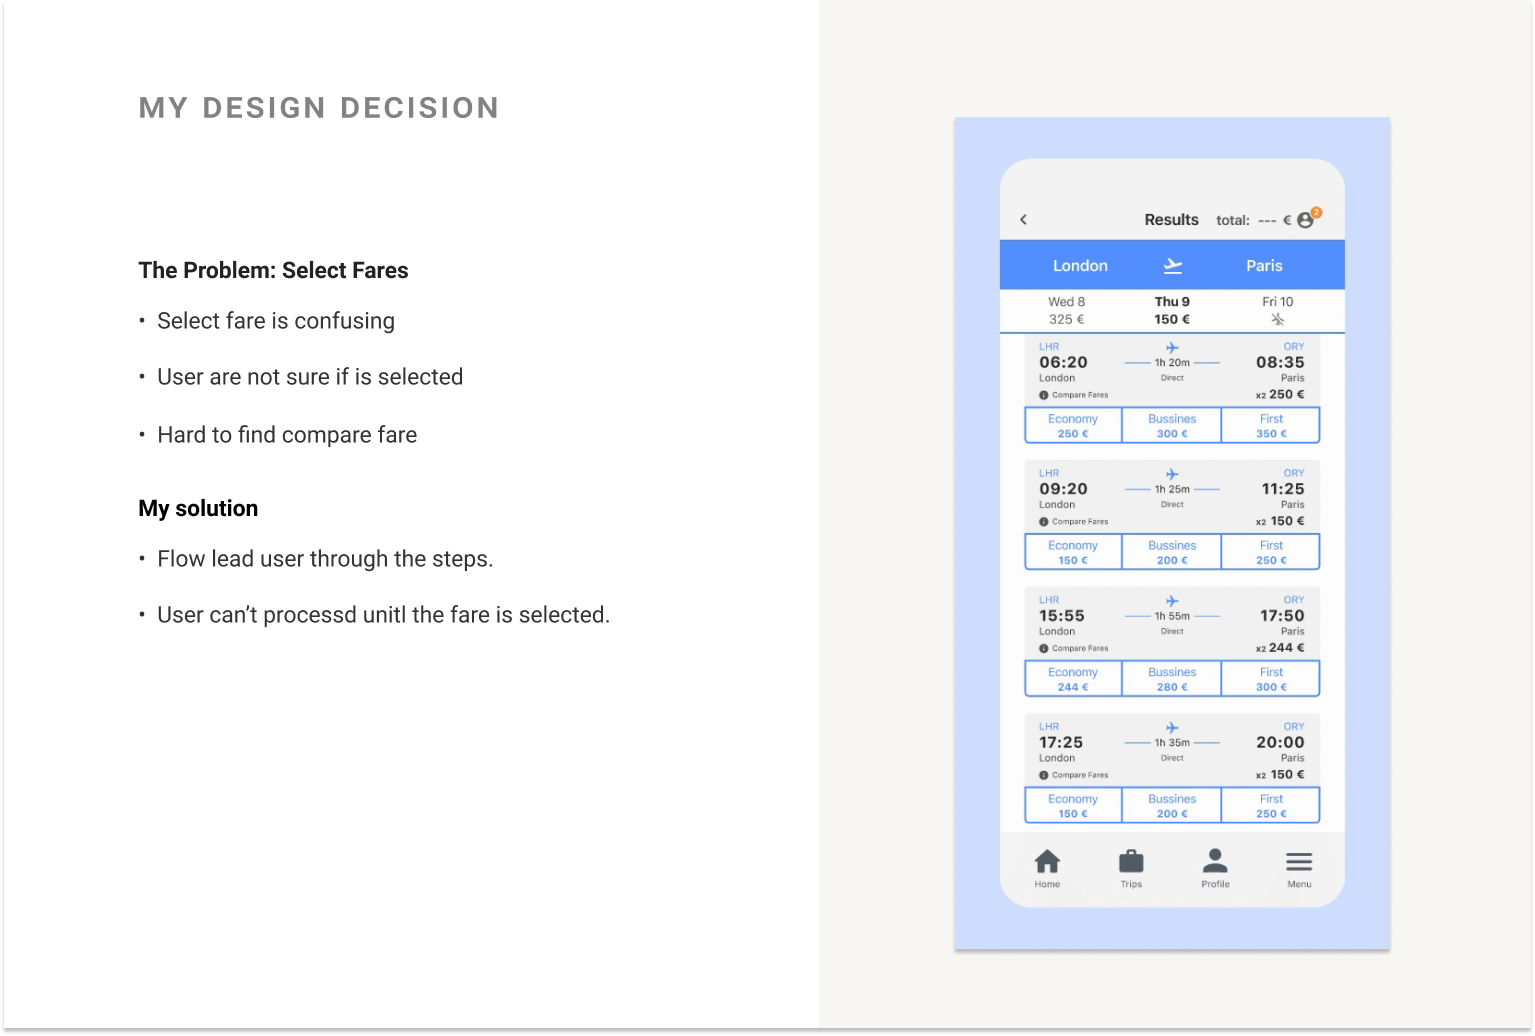 MY DESIGN DECISION
The Problem: Select Fares
• Select fare is confusing
• User are not sure if is selected
• Hard to find compare fare
My solution
• Flow lead user through the steps.
• User can’t processd unitl the fare is selected.
Results total: --- € 2
London Paris
Wed 8 Thu 9 Fri 10
325 € 150 €
LHR ORY
06:20 1h 20m 08:35
London Direct Paris
Compare Fares x2 250 €
Economy Bussines First
250 € 300 € 350 €
LHR ORY
09:20 1h 25m 11:25
London Direct Paris
Compare Fares x2 150 €
Economy Bussines First
150 € 200 € 250 €
LHR ORY
15:55 1h 55m 17:50
London Direct Paris
Compare Fares x2 244 €
Economy Bussines First
244 € 280 € 300 €
LHR ORY
17:25 1h 35m 20:00
London Direct Paris
Compare Fares x2 150 €
Economy Bussines First
150 € 200 € 250 €
Home Trips Profile Menu